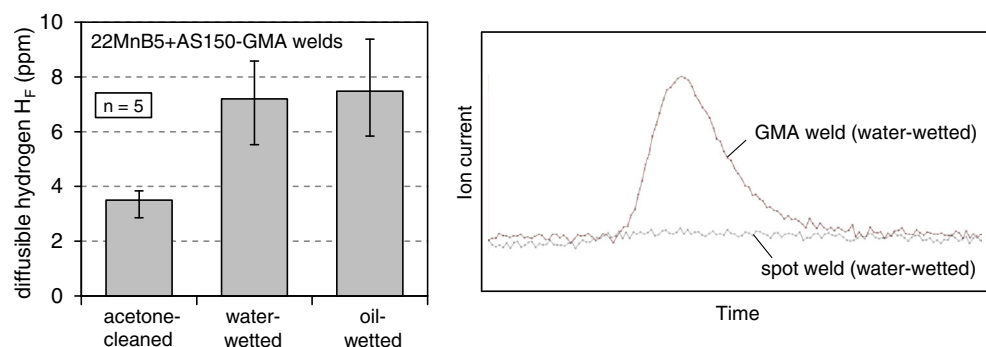 22MnB5+AS150-GMA welds
n = 5
diffusible hydrogen H_F (ppm)
10
8
6
4
2
0
acetone-
cleaned
water-
wetted
oil-
wetted
Ion current
GMA weld (water-wetted)
spot weld (water-wetted)
Time